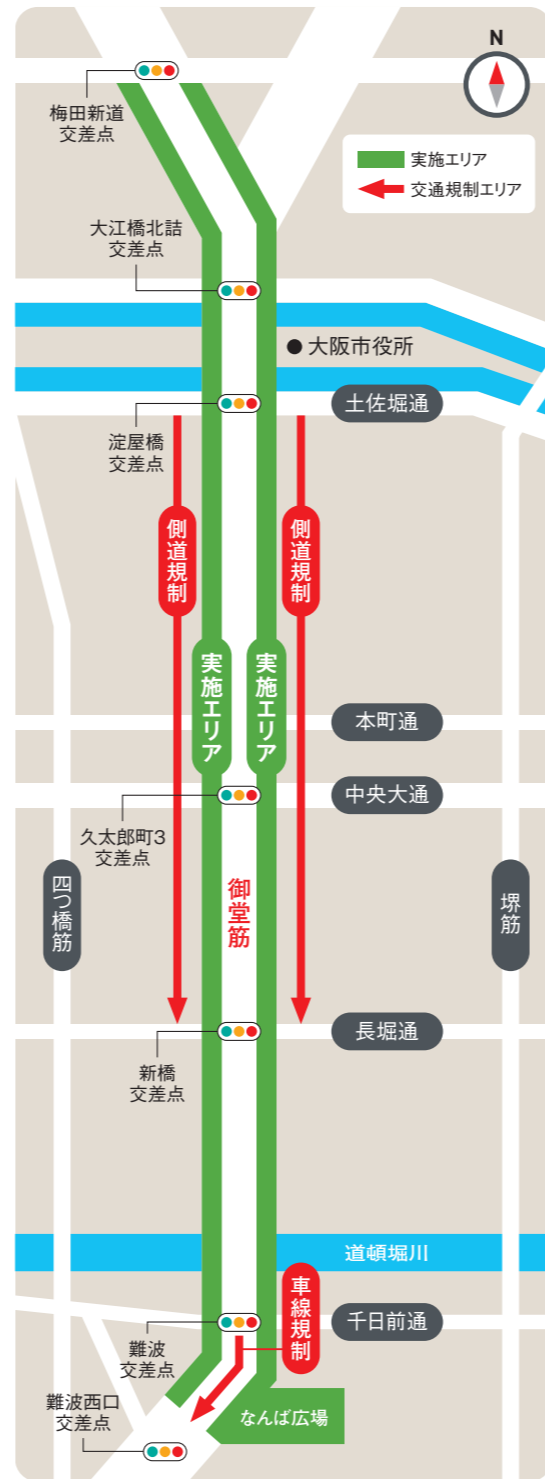 N
実施エリア
交通規制エリア
梅田新道
交差点
大江橋北詰
交差点
大阪市役所
土佐堀通
淀屋橋
交差点
側道規制
側道規制
実施エリア
実施エリア
本町通
中央大通
久太郎町3
交差点
御堂筋
四つ橋筋
堺筋
長堀通
新橋
交差点
道頓堀川
車線規制
千日前通
難波
交差点
なんば広場
難波西口
交差点